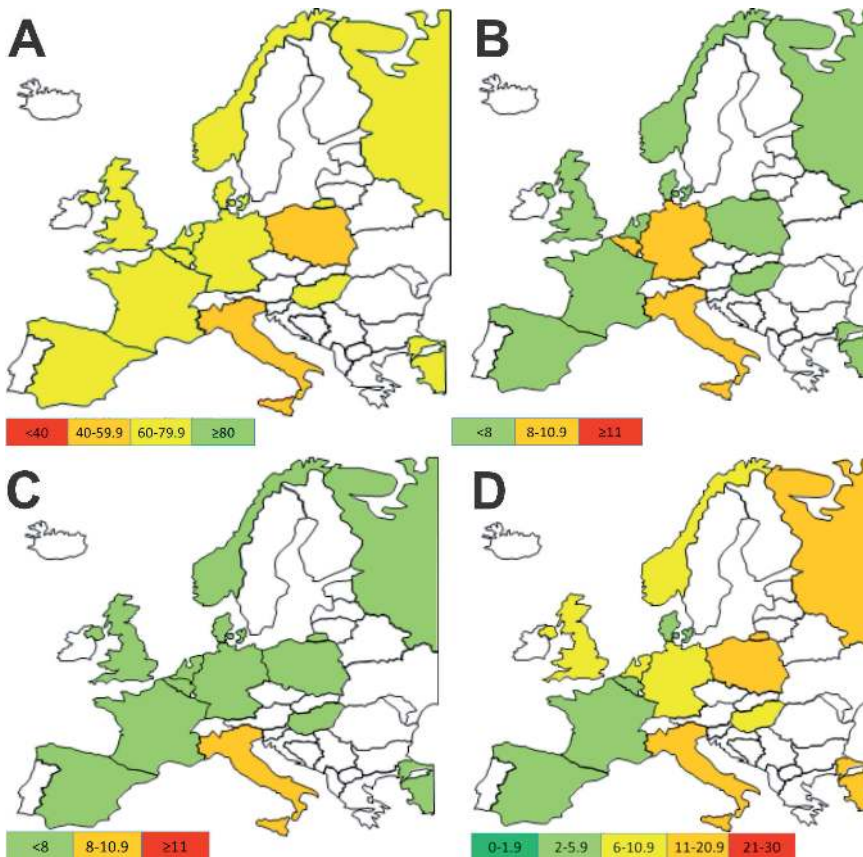 A
B
<40 40-59.9 60-79.9 ≥80
<8 8-10.9 ≥11
C
D
<8 8-10.9 ≥11
0-1.9 2-5.9 6-10.9 11-20.9 21-30